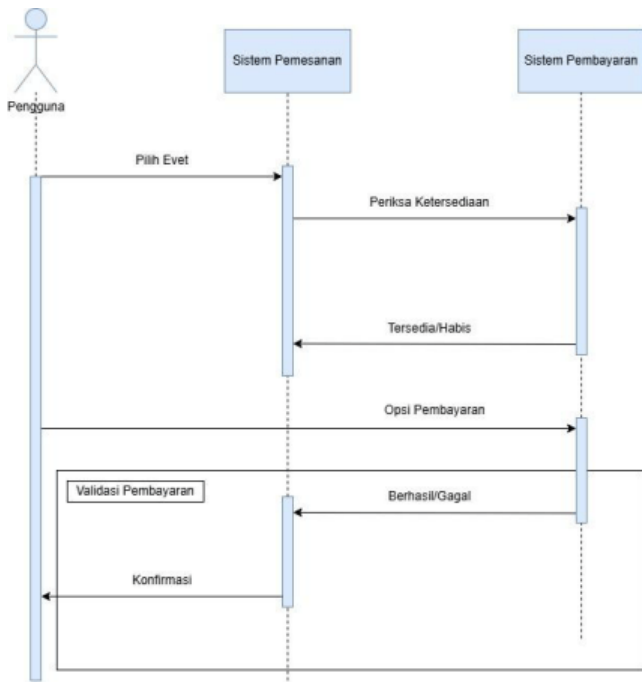 Sistem Pemesanan
Sistem Pembayaran
Pengguna
Pilih Evet
Periksa Ketersediaan
Tersedia/Habis
Opsi Pembayaran
Validasi Pembayaran
Berhasil/Gagal
Konfirmasi